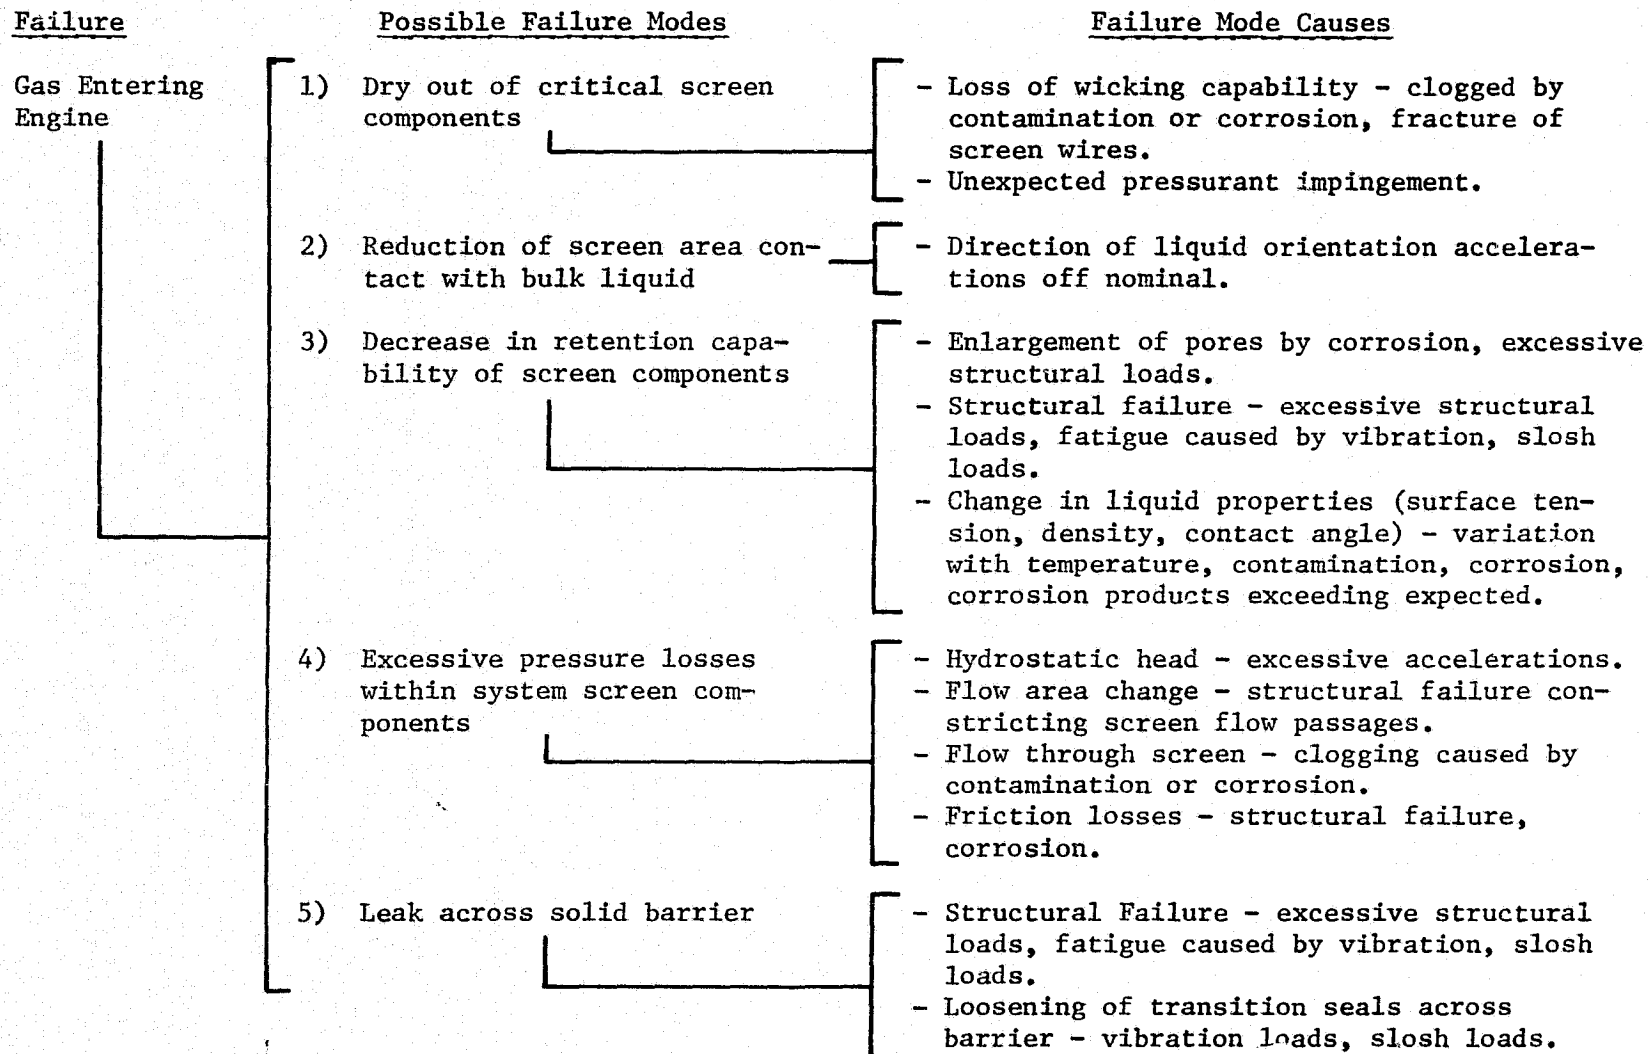 Failure
Possible Failure Modes
Failure Mode Causes
Gas Entering
Engine
1) Dry out of critical screen
components
- Loss of wicking capability - clogged by
contamination or corrosion, fracture of
screen wires.
- Unexpected pressurant impingement.
2) Reduction of screen area con-
tact with bulk liquid
- Direction of liquid orientation accelera-
tions off nominal.
3) Decrease in retention capa-
bility of screen components
- Enlargement of pores by corrosion, excessive
structural loads.
- Structural failure - excessive structural
loads, fatigue caused by vibration, slosh
loads.
- Change in liquid properties (surface ten-
sion, density, contact angle) - variation
with temperature, contamination, corrosion,
corrosion products exceeding expected.
4) Excessive pressure losses
within system screen com-
ponents
- Hydrostatic head - excessive accelerations.
- Flow area change - structural failure con-
stricting screen flow passages.
- Flow through screen - clogging caused by
contamination or corrosion.
- Friction losses - structural failure,
corrosion.
5) Leak across solid barrier
- Structural Failure - excessive structural
loads, fatigue caused by vibration, slosh
loads.
- Loosening of transition seals across
barrier - vibration loads, slosh loads.